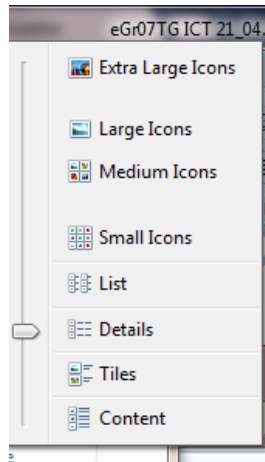 eGr07TG ICT 21_04.
Extra Large Icons
Large Icons
Medium Icons
Small Icons
List
Details
Tiles
Content